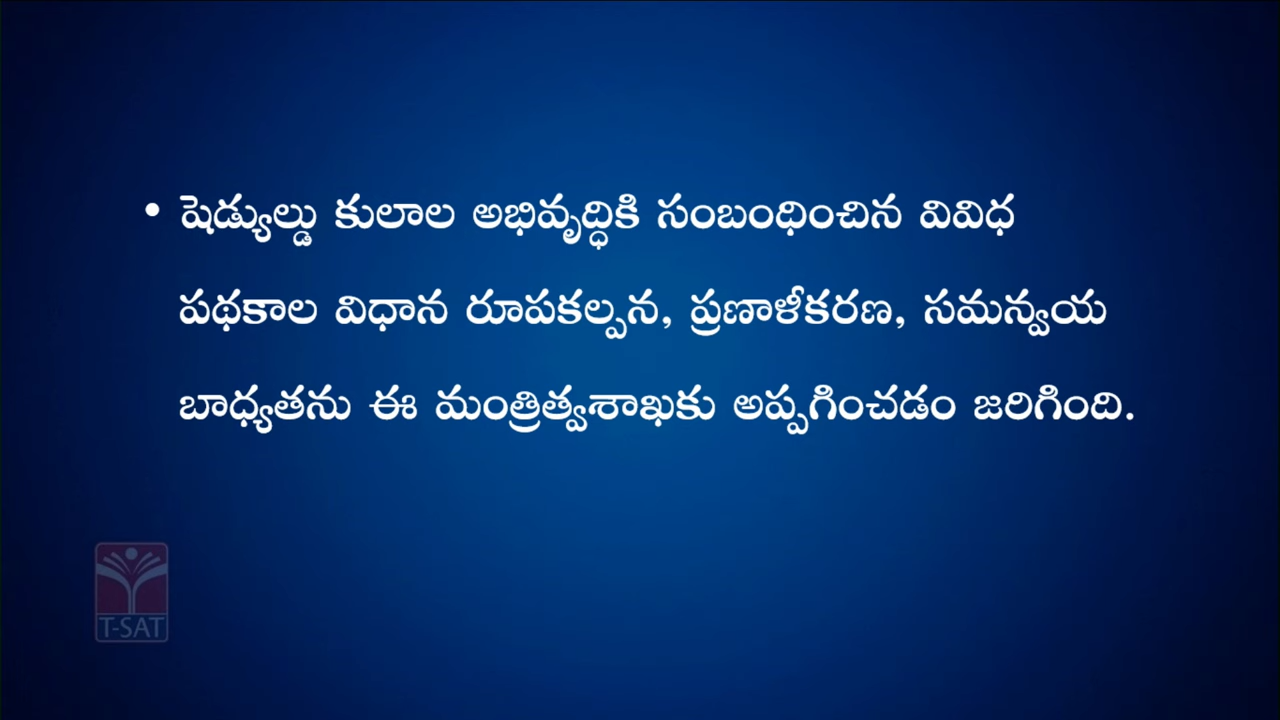 • షెడ్యుల్డు కులాల అభివృద్ధికి సంబంధించిన వివిధ
పథకాల విధాన రూపకల్పన, ప్రణాళీకరణ, సమన్వయ
బాధ్యతను ఈ మంత్రిత్వశాఖకు అప్పగించడం జరిగింది.
T-SAT